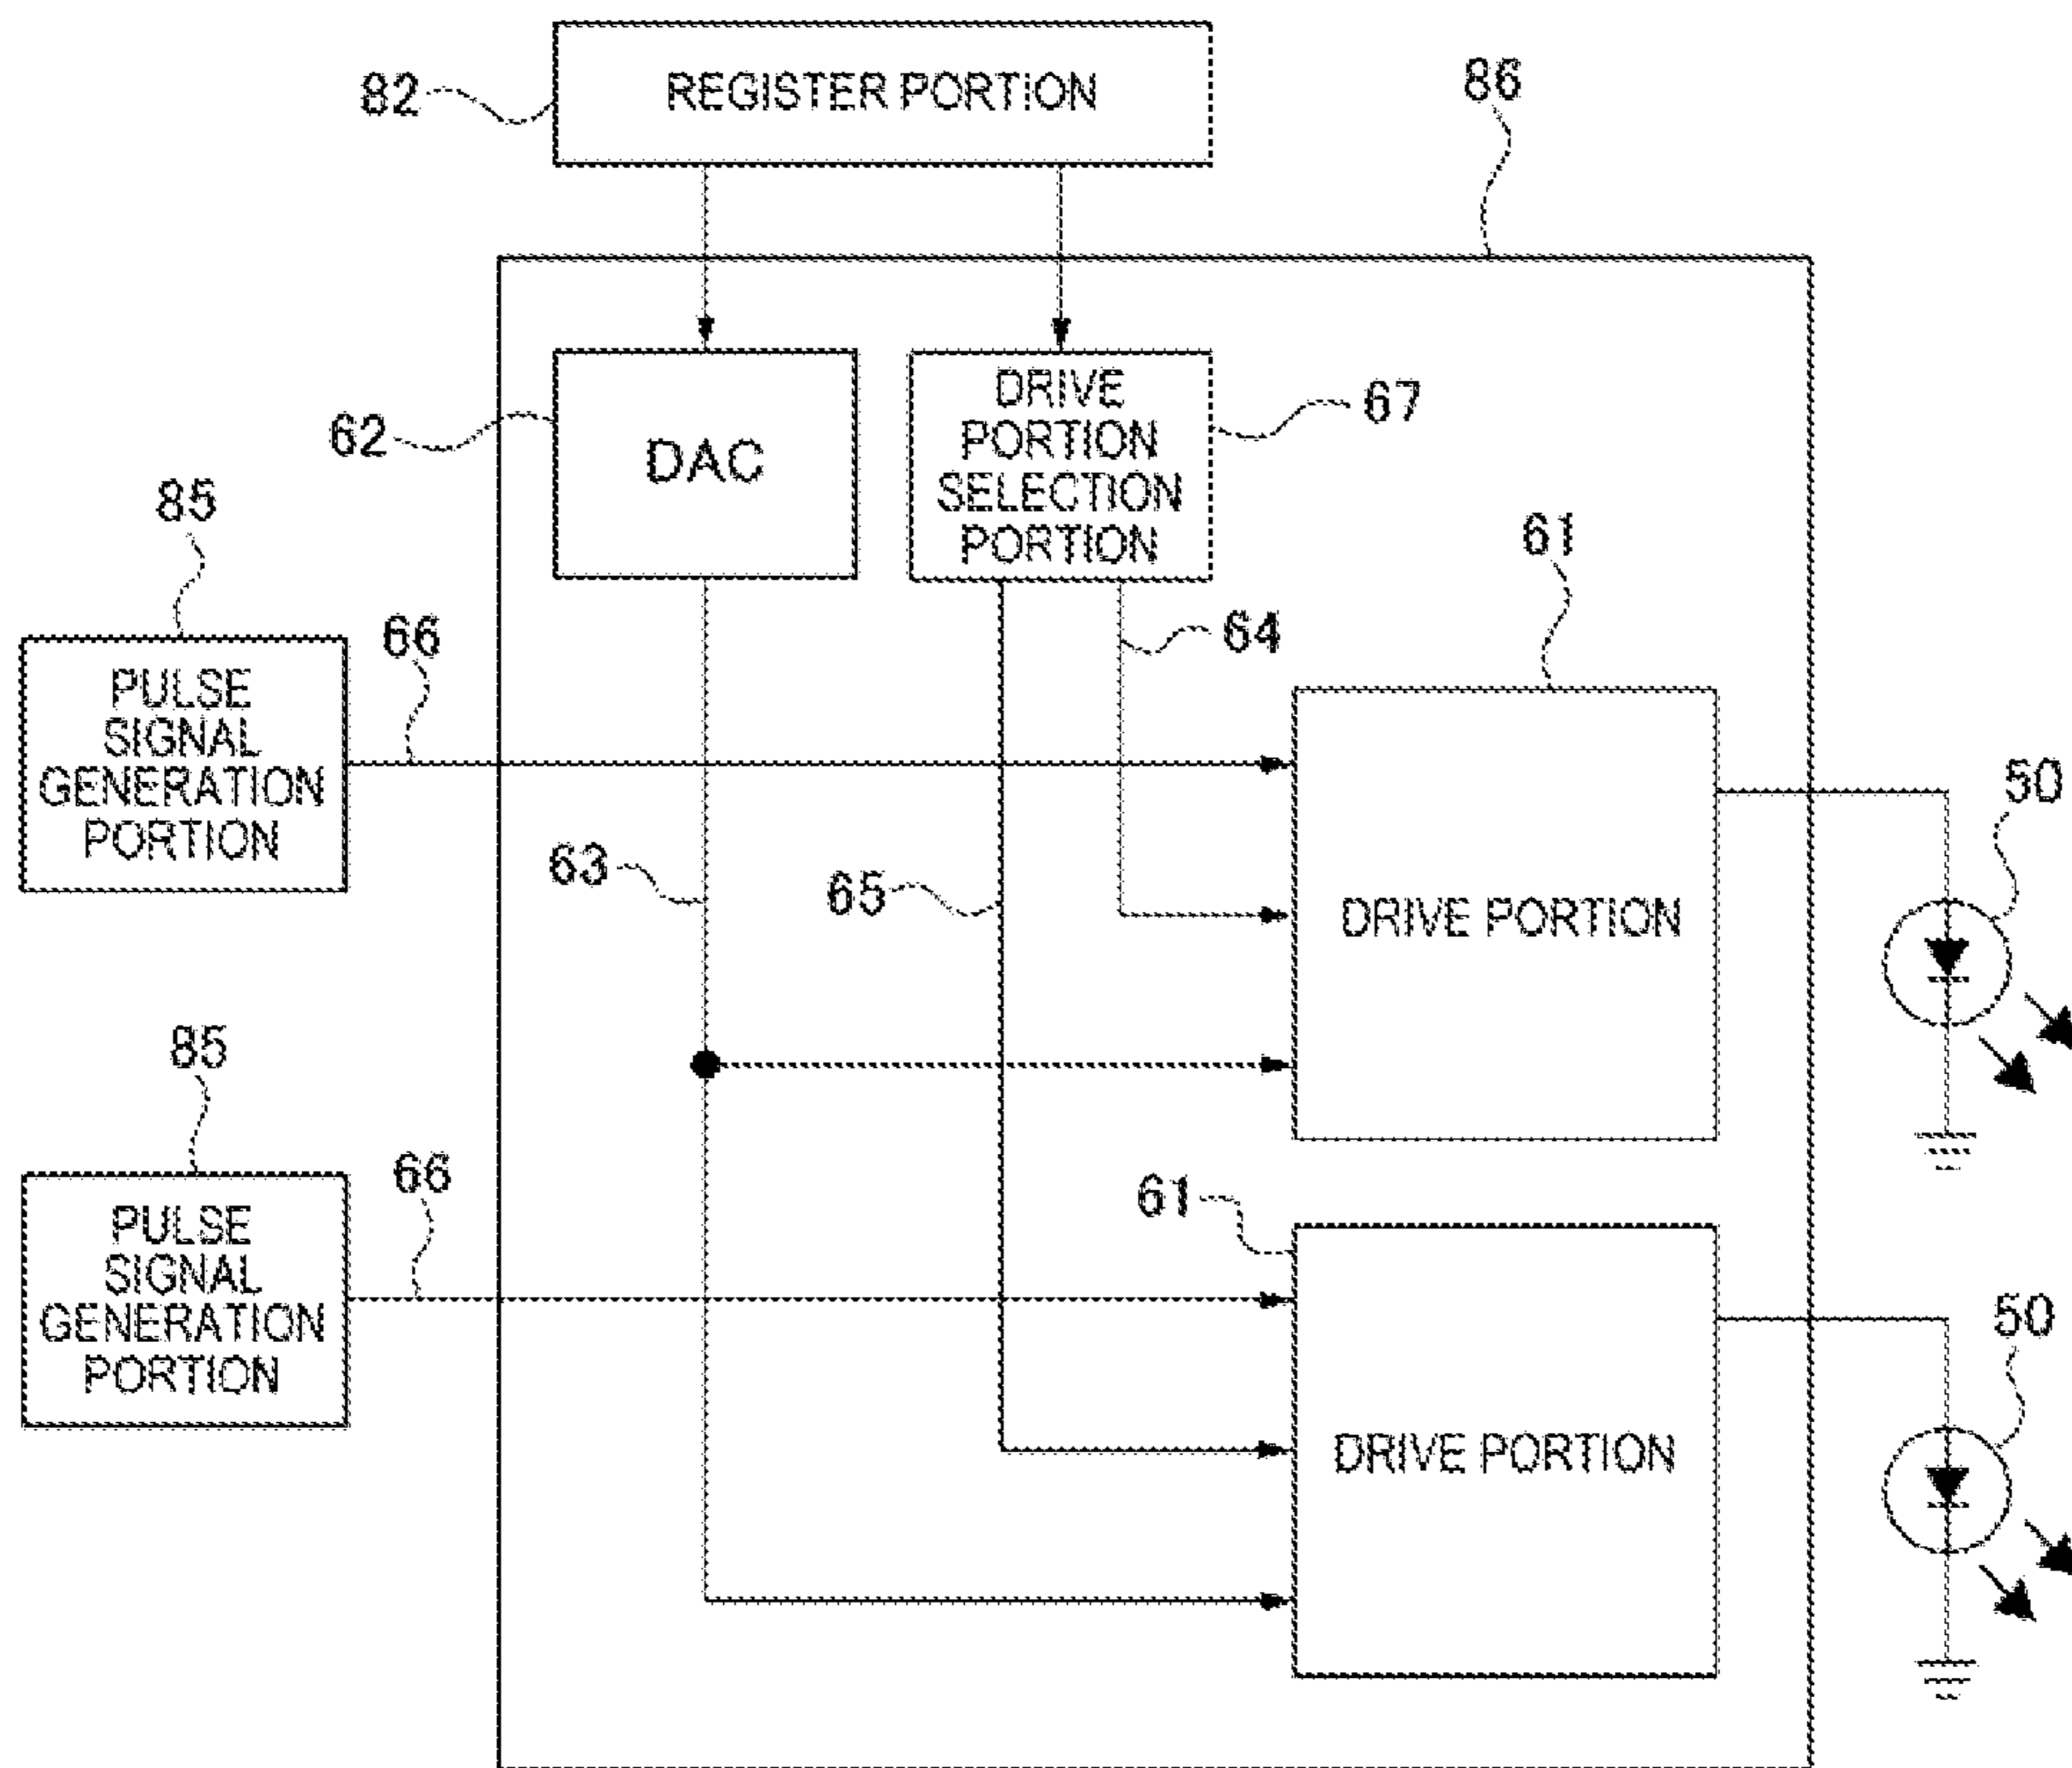 82
REGISTER PORTION
86
62
DAC
DRIVE
PORTION
SELECTION
PORTION
67
85
PULSE
SIGNAL
GENERATION
PORTION
66
63
65
64
61
DRIVE PORTION
50
85
PULSE
SIGNAL
GENERATION
PORTION
66
61
DRIVE PORTION
50